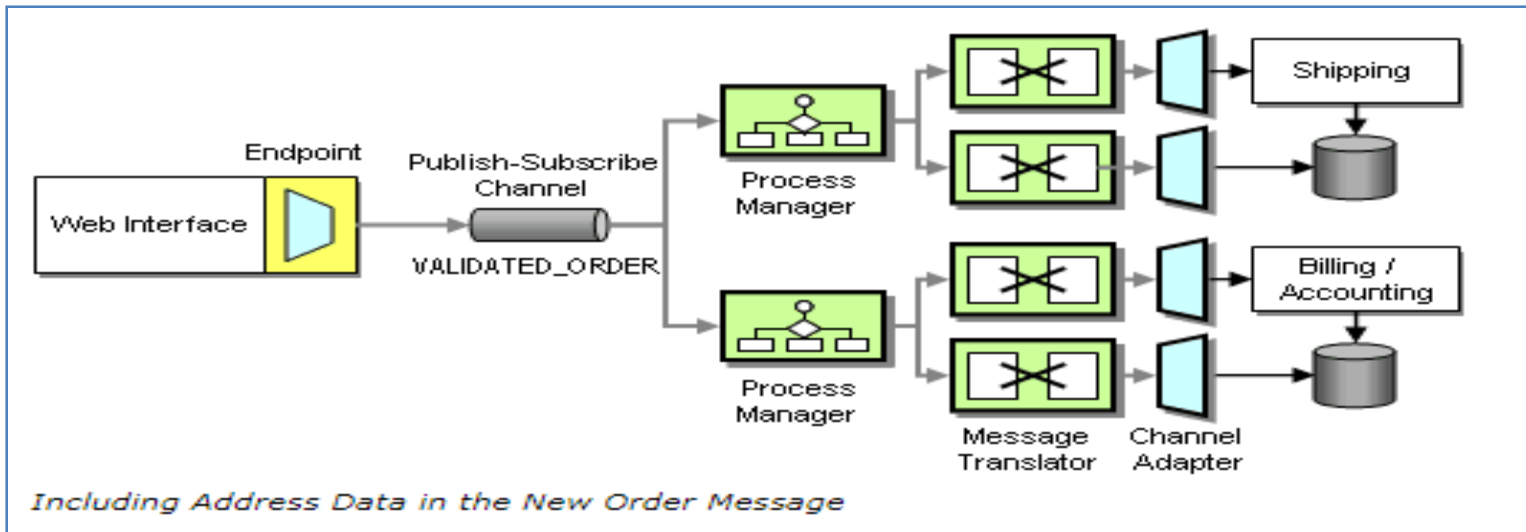 Endpoint
Web Interface
Publish-Subscribe
Channel
VALIDATED_ORDER
Process
Manager
Process
Manager
Shipping
Billing /
Accounting
Message
Translator
Channel
Adapter
Including Address Data in the New Order Message